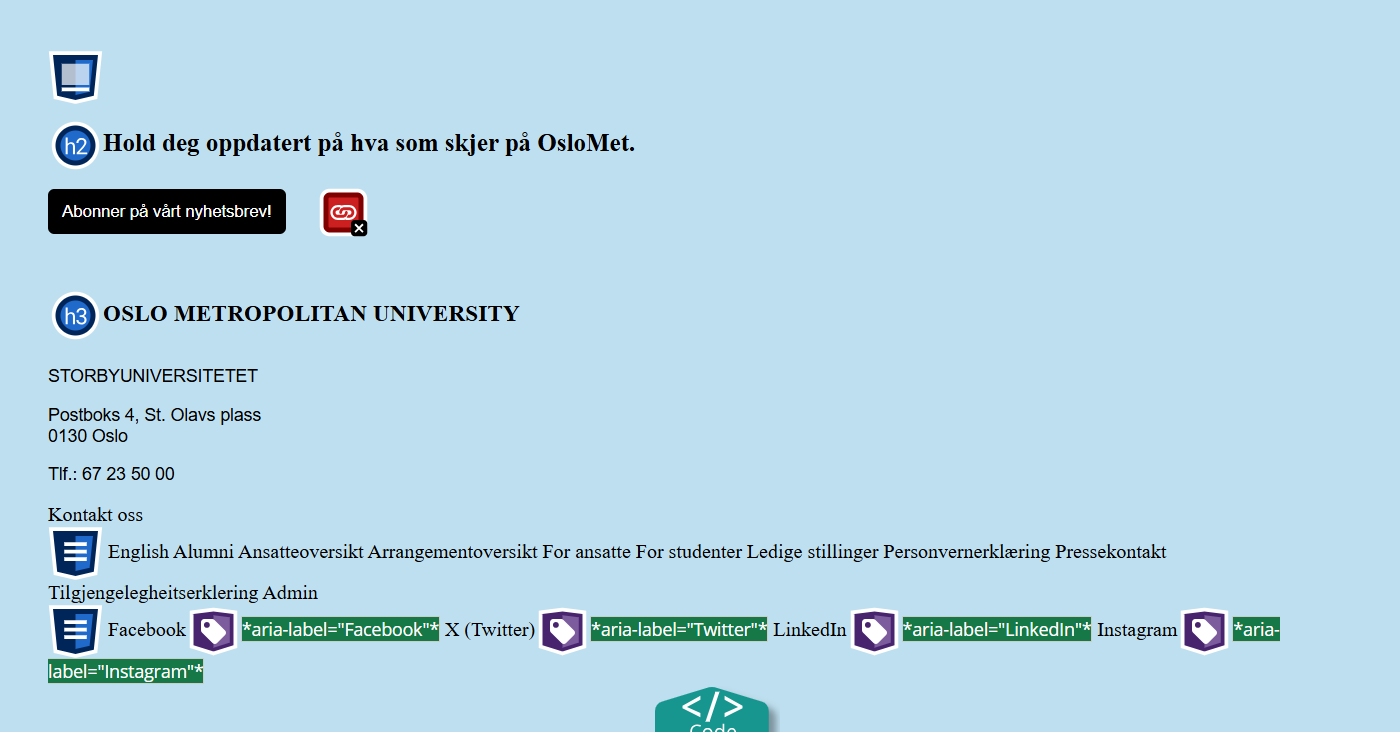 h2 Hold deg oppdatert på hva som skjer på OsloMet.
Abonner på vårt nyhetsbrev!
h3 OSLO METROPOLITAN UNIVERSITY
STORBYUNIVERSITETET
Postboks 4, St. Olavs plass
0130 Oslo
Tlf.: 67 23 50 00
Kontakt oss
English Alumni Ansatteoversikt Arrangementoversikt For ansatte For studenter Ledige stillinger Personvernerklæring Pressekontakt
Tilgjengelegheitserklering Admin
Facebook *aria-label="Facebook"* X (Twitter) *aria-label="Twitter"* LinkedIn *aria-label="LinkedIn"* Instagram *aria-
label="Instagram"*
</>
Code